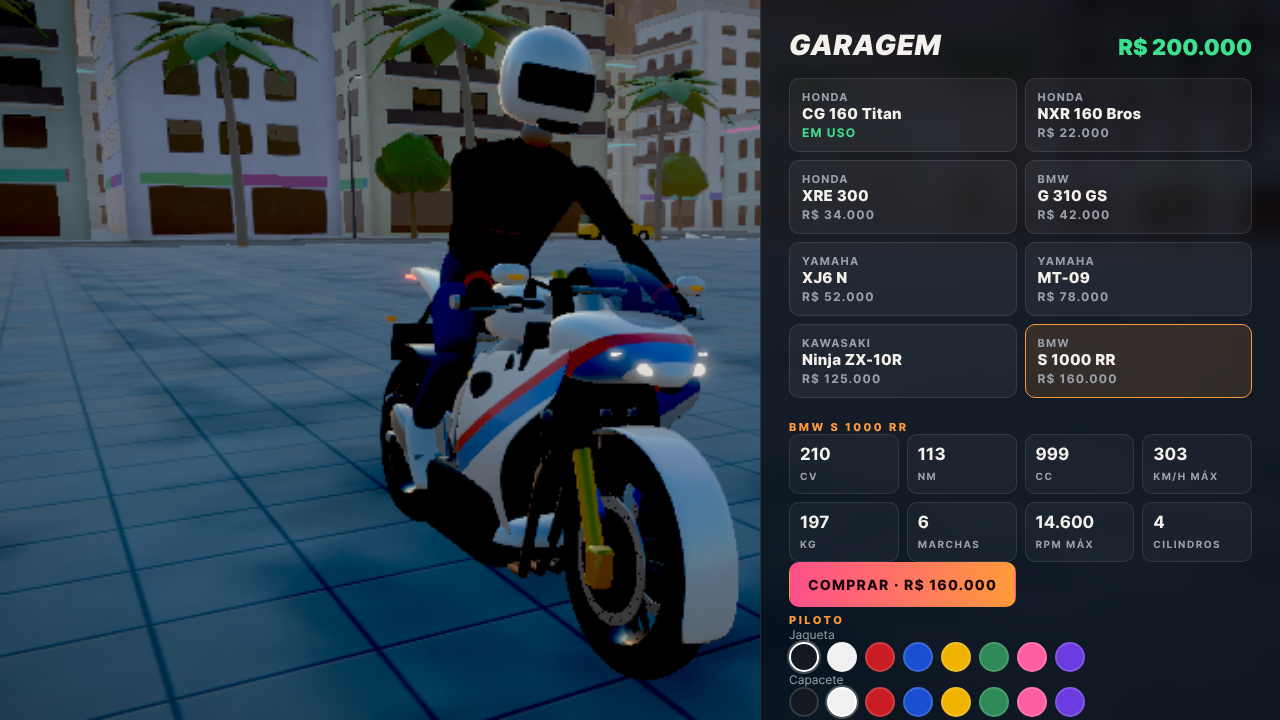 GARAGEM
R$ 200.000
HONDA
CG 160 Titan
EM USO
HONDA
NXR 160 Bros
R$ 22.000
HONDA
XRE 300
R$ 34.000
BMW
G 310 GS
R$ 42.000
YAMAHA
XJ6 N
R$ 52.000
YAMAHA
MT-09
R$ 78.000
KAWASAKI
Ninja ZX-10R
R$ 125.000
BMW
S 1000 RR
R$ 160.000
BMW S 1000 RR
210
CV
113
NM
999
CC
303
KM/H MÁX
197
KG
6
MARCHAS
14.600
RPM MÁX
4
CILINDROS
COMPRAR · R$ 160.000
PILOTO
Jaqueta
Capacete